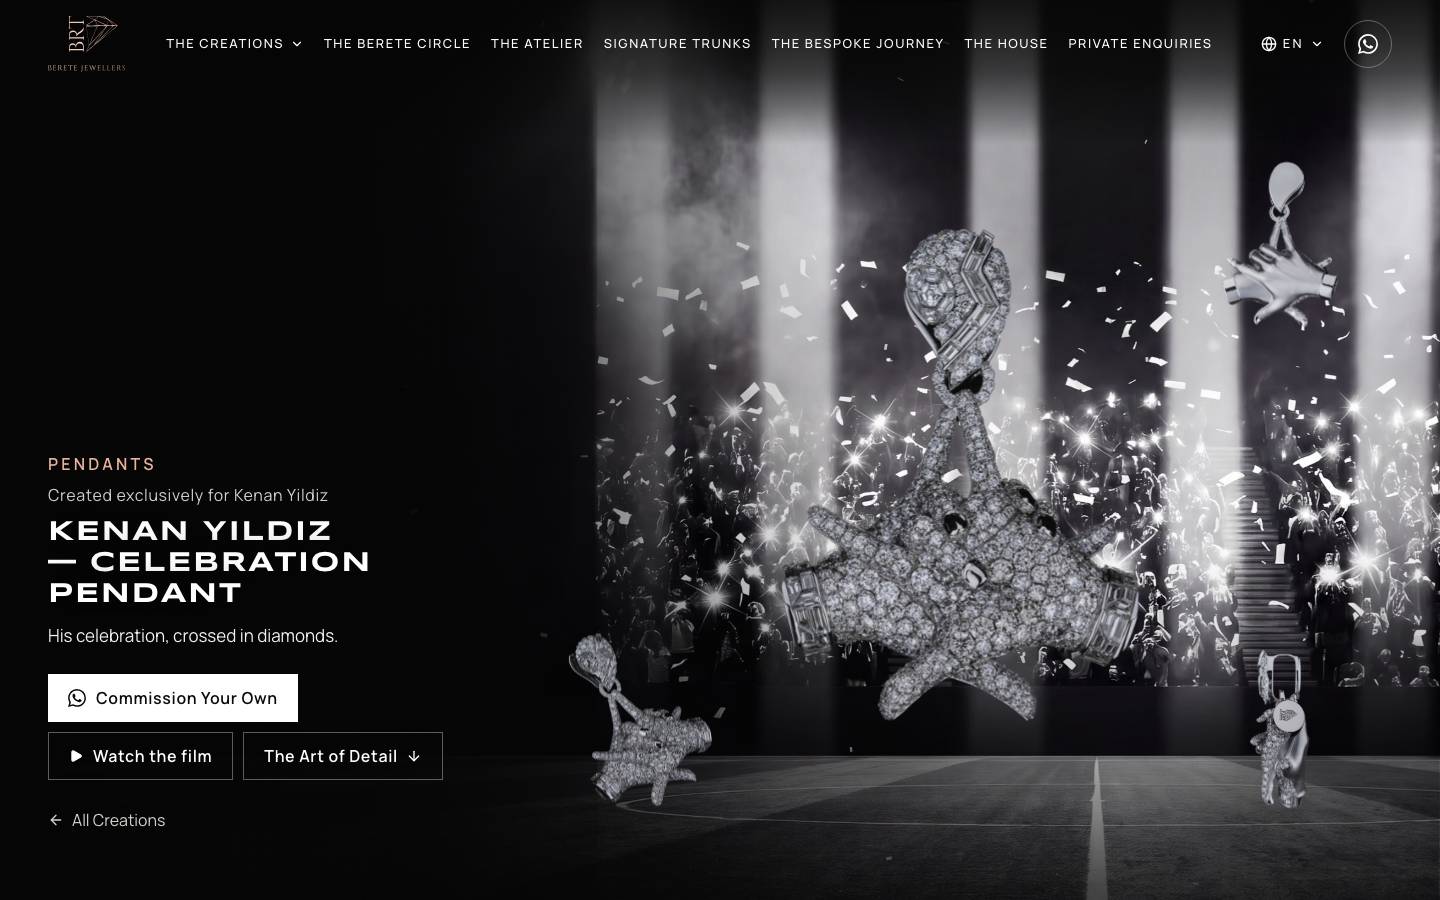 BRT
BERETE JEWELLERS
THE CREATIONS
THE BERETE CIRCLE
THE ATELIER
SIGNATURE TRUNKS
THE BESPOKE JOURNEY
THE HOUSE
PRIVATE ENQUIRIES
EN
PENDANTS
Created exclusively for Kenan Yildiz
KENAN YILDIZ
— CELEBRATION
PENDANT
His celebration, crossed in diamonds.
Commission Your Own
Watch the film
The Art of Detail
All Creations